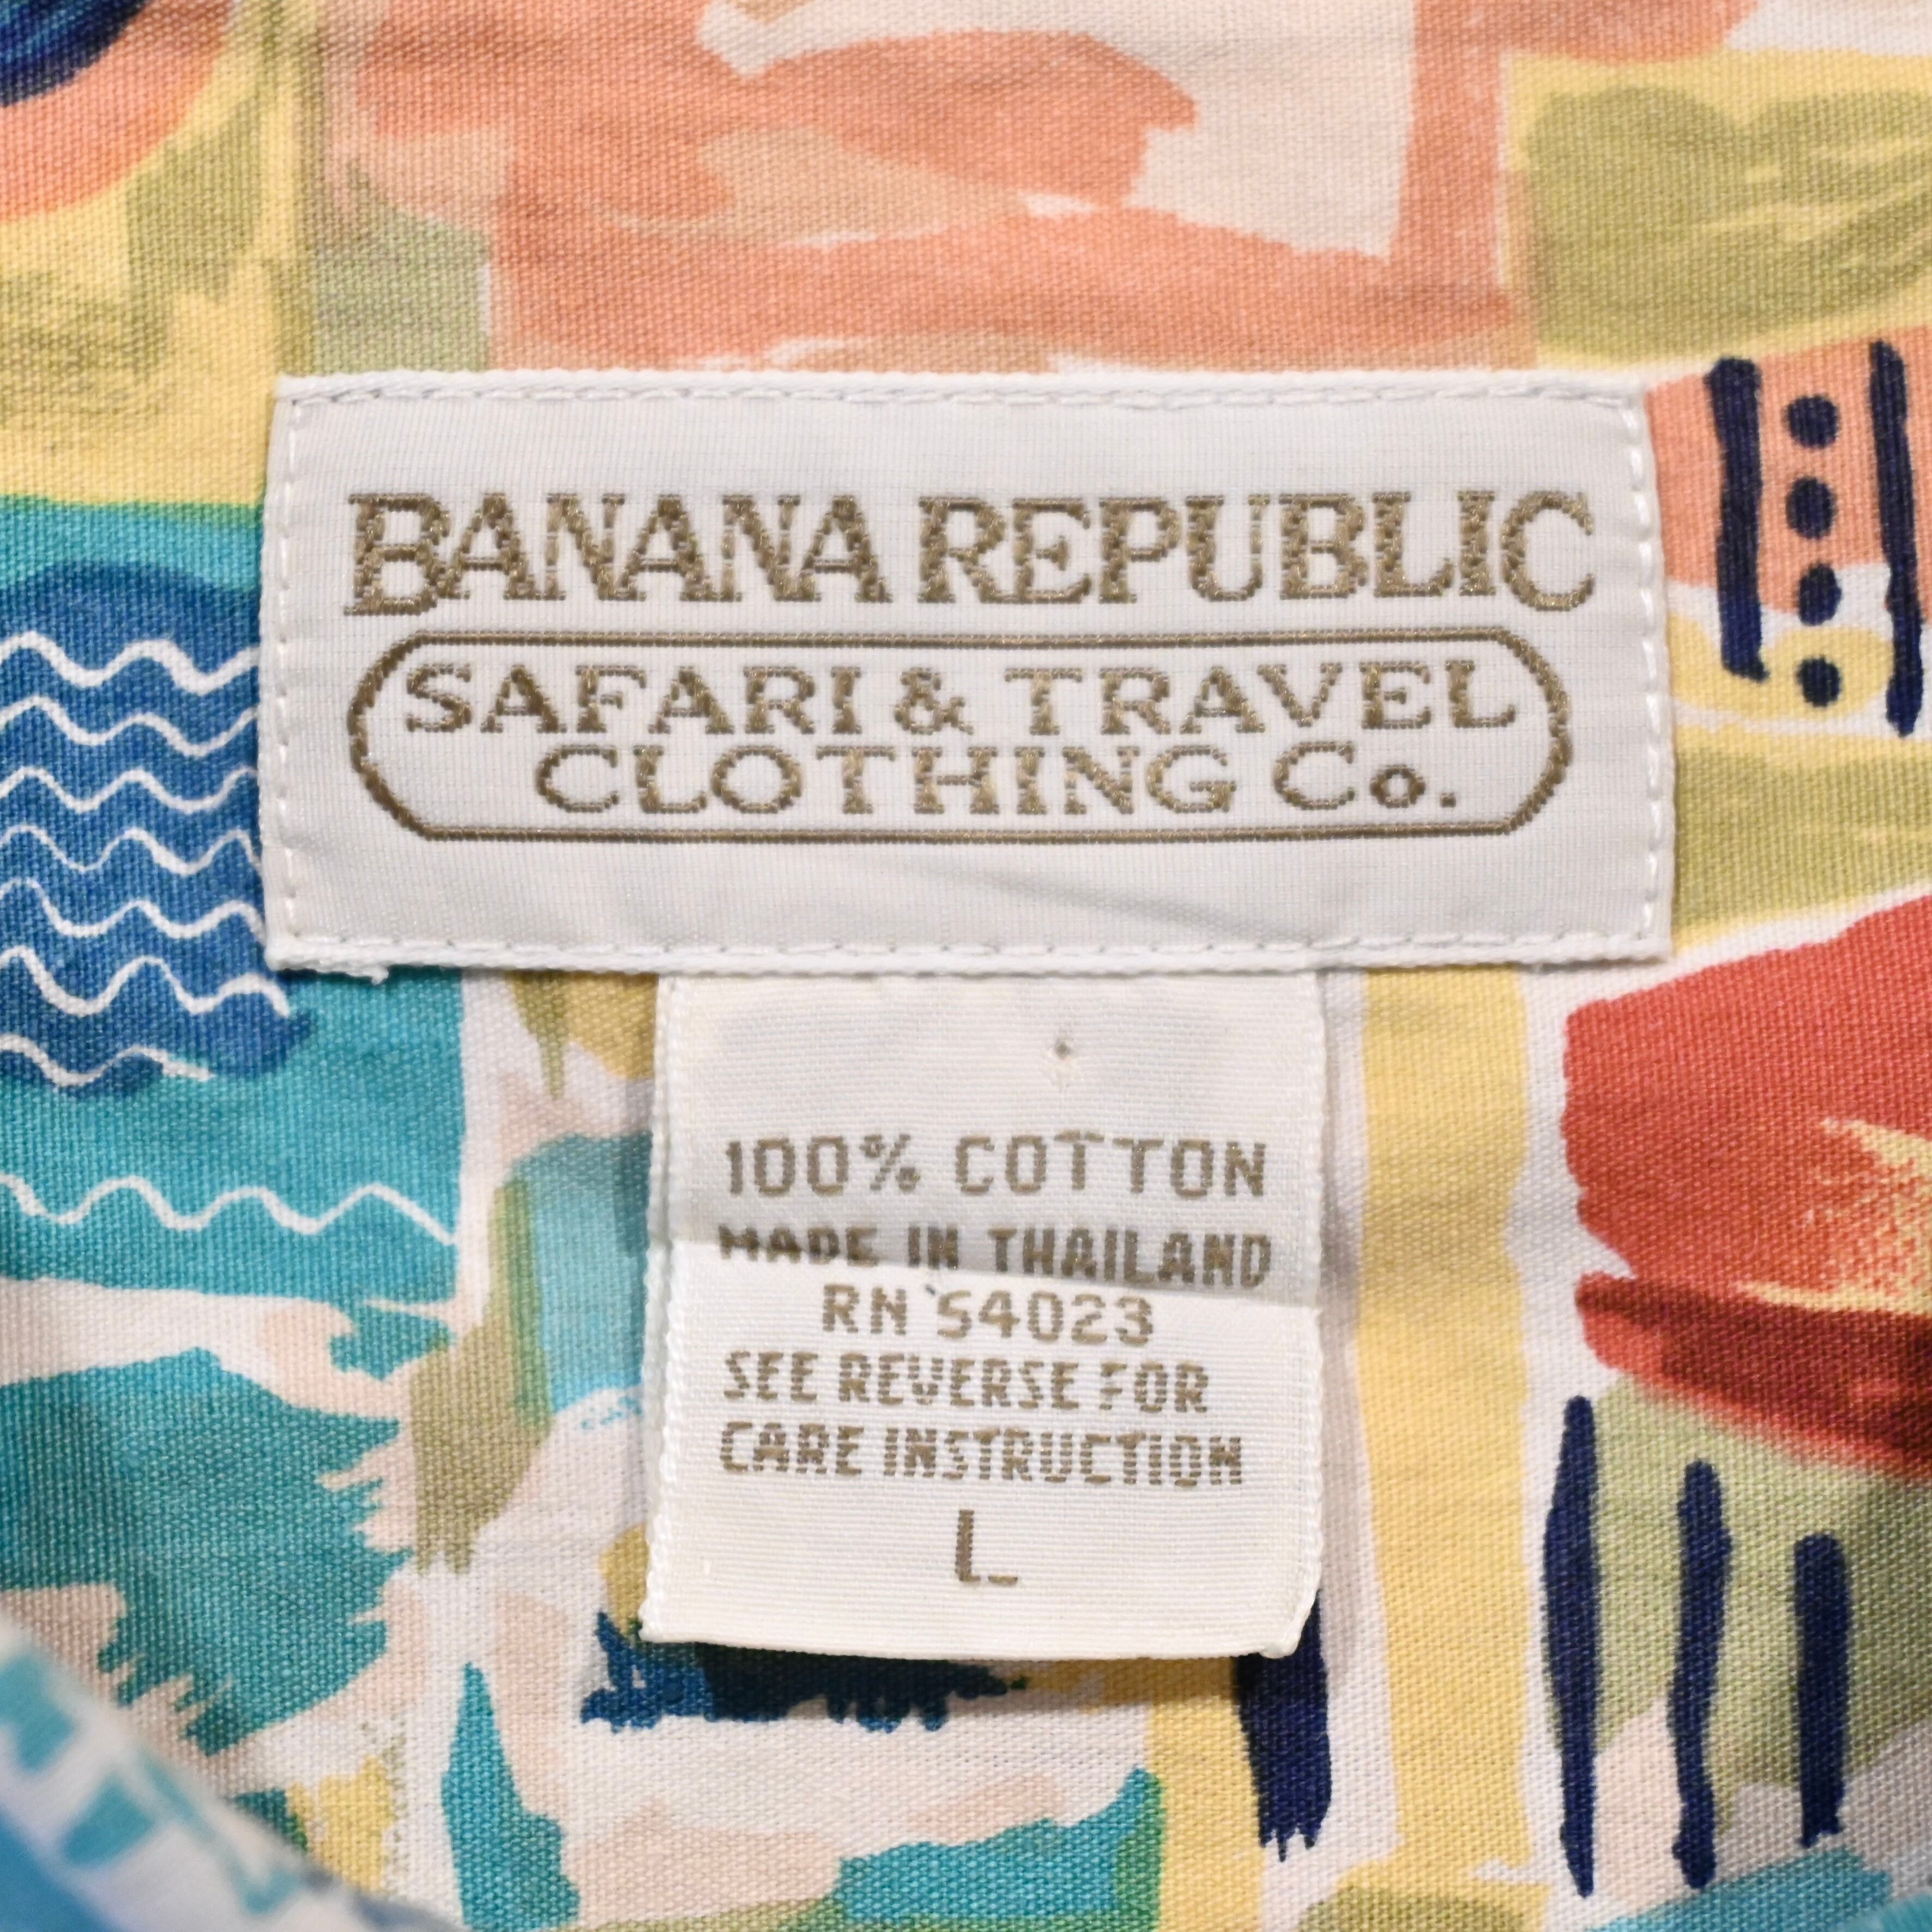 BANANA REPUBLIC
SAFARI & TRAVEL
CLOTHING Co.
100% COTTON
MADE IN THAILAND
RN 54023
SEE REVERSE FOR
CARE INSTRUCTION
L